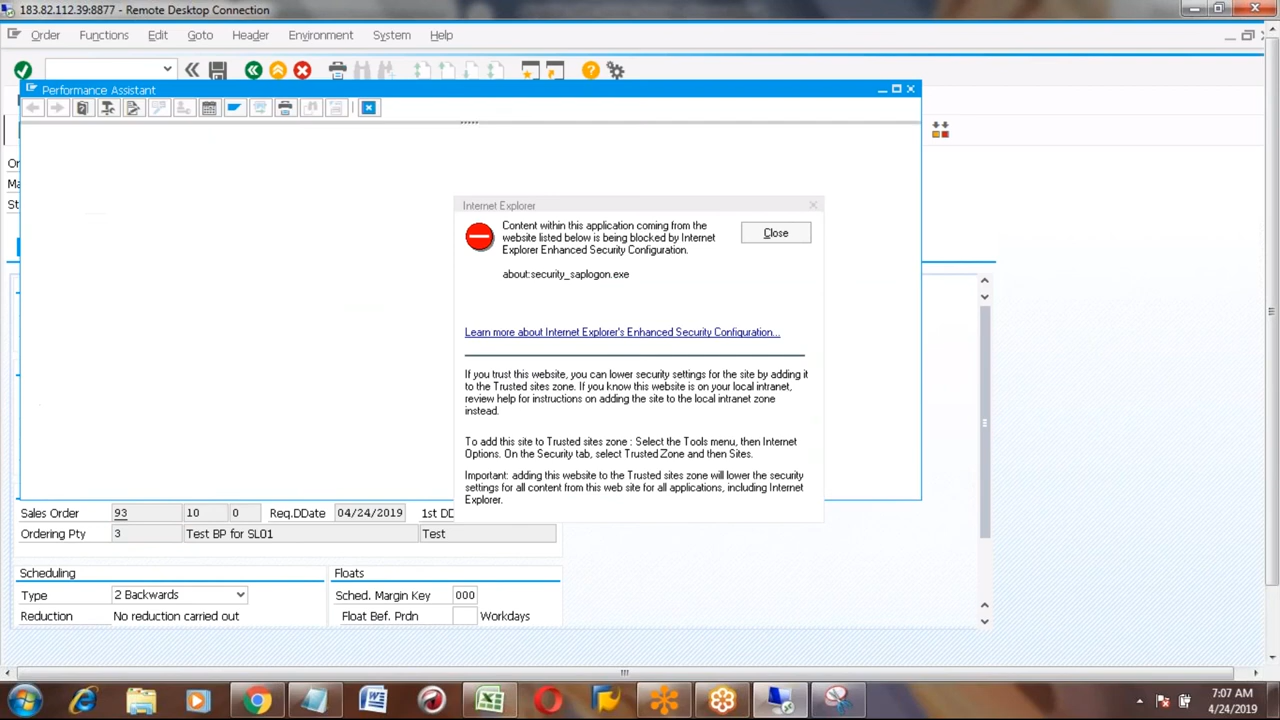 183.82.112.39:8877 - Remote Desktop Connection
Order Functions Edit Goto Header Environment System Help
Performance Assistant
Internet Explorer
Content within this application coming from the
website listed below is being blocked by Internet
Explorer Enhanced Security Configuration.
Close
about:security_saplogon.exe
Learn more about Internet Explorer's Enhanced Security Configuration...
If you trust this website, you can lower security settings for the site by adding it
to the Trusted sites zone. If you know this website is on your local intranet,
review help for instructions on adding the site to the local intranet zone
instead.
To add this site to Trusted sites zone : Select the Tools menu, then Internet
Options. On the Security tab, select Trusted Zone and then Sites.
Important: adding this website to the Trusted sites zone will lower the security
settings for all content from this web site for all applications, including Internet
Explorer.
Or
Ma
St
Sales Order 93 10 0 Req.DDate 04/24/2019 1st DD
Ordering Pty 3 Test BP for SL01 Test
Scheduling Floats
Type 2 Backwards Sched. Margin Key 000
Reduction No reduction carried out Float Bef. Prdn Workdays
7:07 AM
4/24/2019